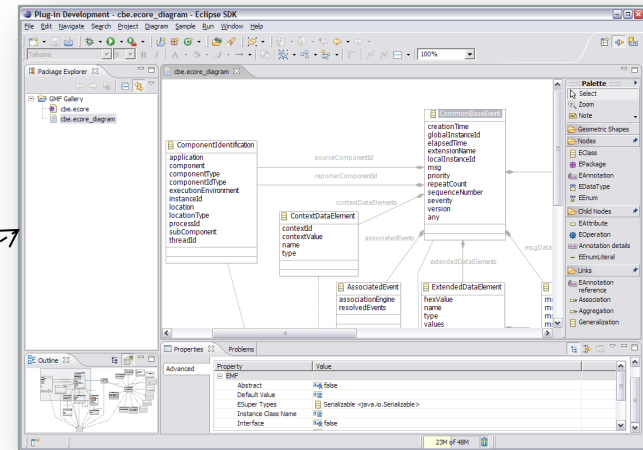 Plug-in Development - cbe.ecore_diagram - Eclipse SDK
File Edit Navigate Search Project Diagram Sample Run Window Help
Tahoma 9 B I A 100%
Package Explorer
GMF Gallery
cbe.ecore
cbe.ecore_diagram
cbe.ecore_diagram
CommonBaseEvent
creationTime
globalInstanceId
elapsedTime
extensionName
localInstanceId
msg
priority
repeatCount
sequenceNumber
severity
version
any
ComponentIdentification
application
component
componentType
componentIdType
executionEnvironment
instanceId
location
locationType
processId
subComponent
threadId
sourceComponentId
reporterComponentId
contextDataElements
ContextDataElement
contextId
contextValue
name
type
associatedEvents
extendedDataElements
msgData
AssociatedEvent
associationEngine
resolvedEvents
ExtendedDataElement
hexValue
name
type
values
Palette
Select
Zoom
Note
Geometric Shapes
Nodes
EClass
EPackage
EAnnotation
EDataType
EEnum
Child Nodes
EAttribute
EOperation
Annotation details
EEnumLiteral
Links
EAnnotation
reference
Association
Aggregation
Generalization
Outline
Properties Problems
Advanced
Property Value
EMF
Abstract false
Default Value
ESuper Types Serializable <java.io.Serializable>
Instance Class Name
Interface false
23M of 48M